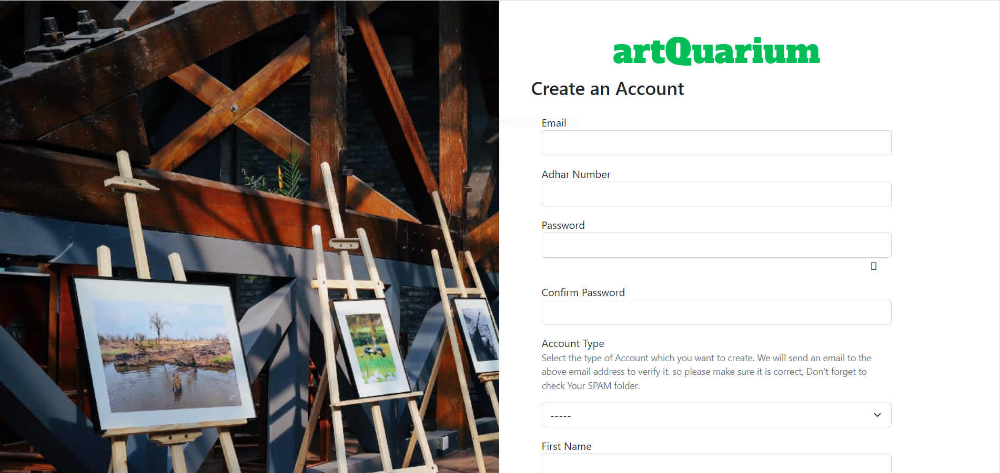 artQuarium
Create an Account
Email
Adhar Number
Password
Confirm Password
Account Type
Select the type of Account which you want to create. We will send an email to the
above email address to verify it. so please make sure it is correct, Don't forget to
check Your SPAM folder.
-----
First Name